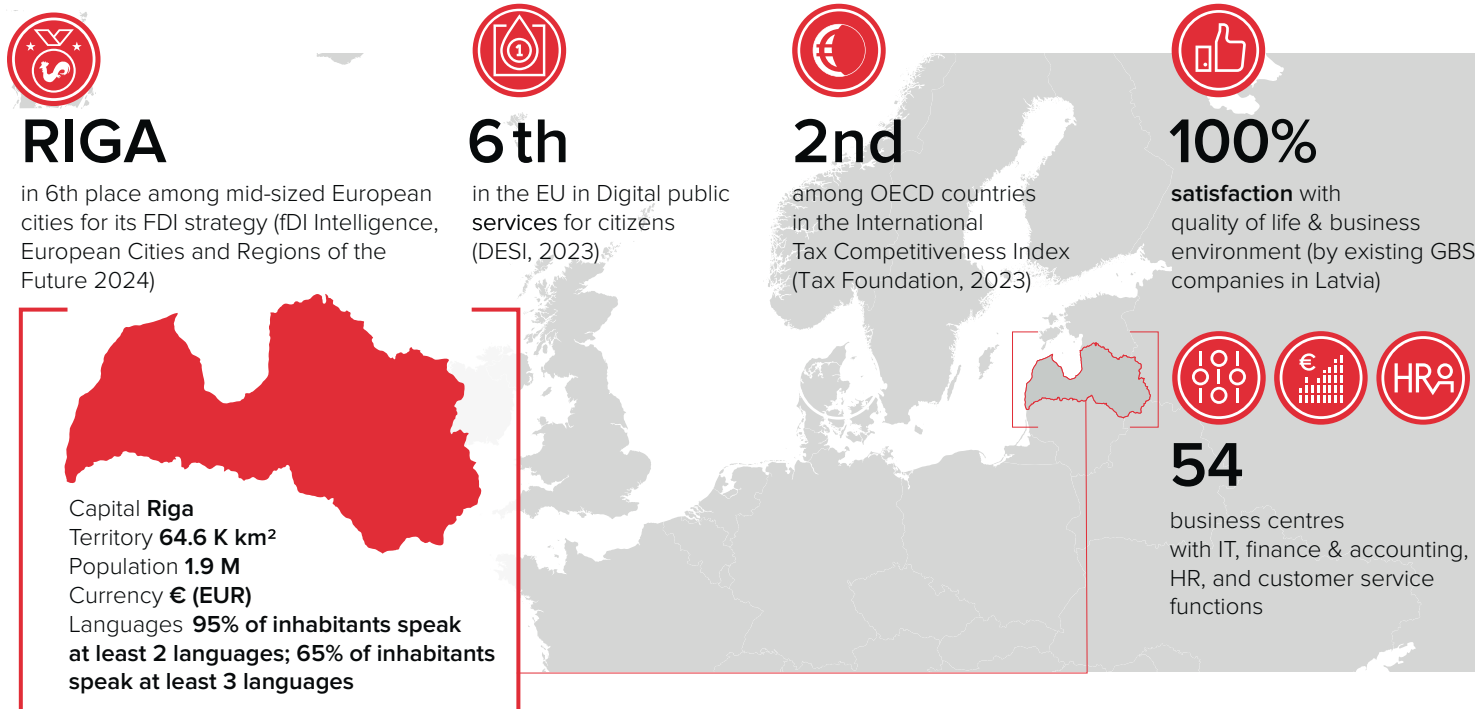 RIGA
in 6th place among mid-sized European
cities for its FDI strategy (fDI Intelligence,
European Cities and Regions of the
Future 2024)
1
6th
in the EU in Digital public
services for citizens
(DESI, 2023)
€
2nd
among OECD countries
in the International
Tax Competitiveness Index
(Tax Foundation, 2023)
100%
satisfaction with
quality of life & business
environment (by existing GBS
companies in Latvia)
Capital Riga
Territory 64.6 K km²
Population 1.9 M
Currency € (EUR)
Languages 95% of inhabitants speak
at least 2 languages; 65% of inhabitants
speak at least 3 languages
€
HR
54
business centres
with IT, finance & accounting,
HR, and customer service
functions